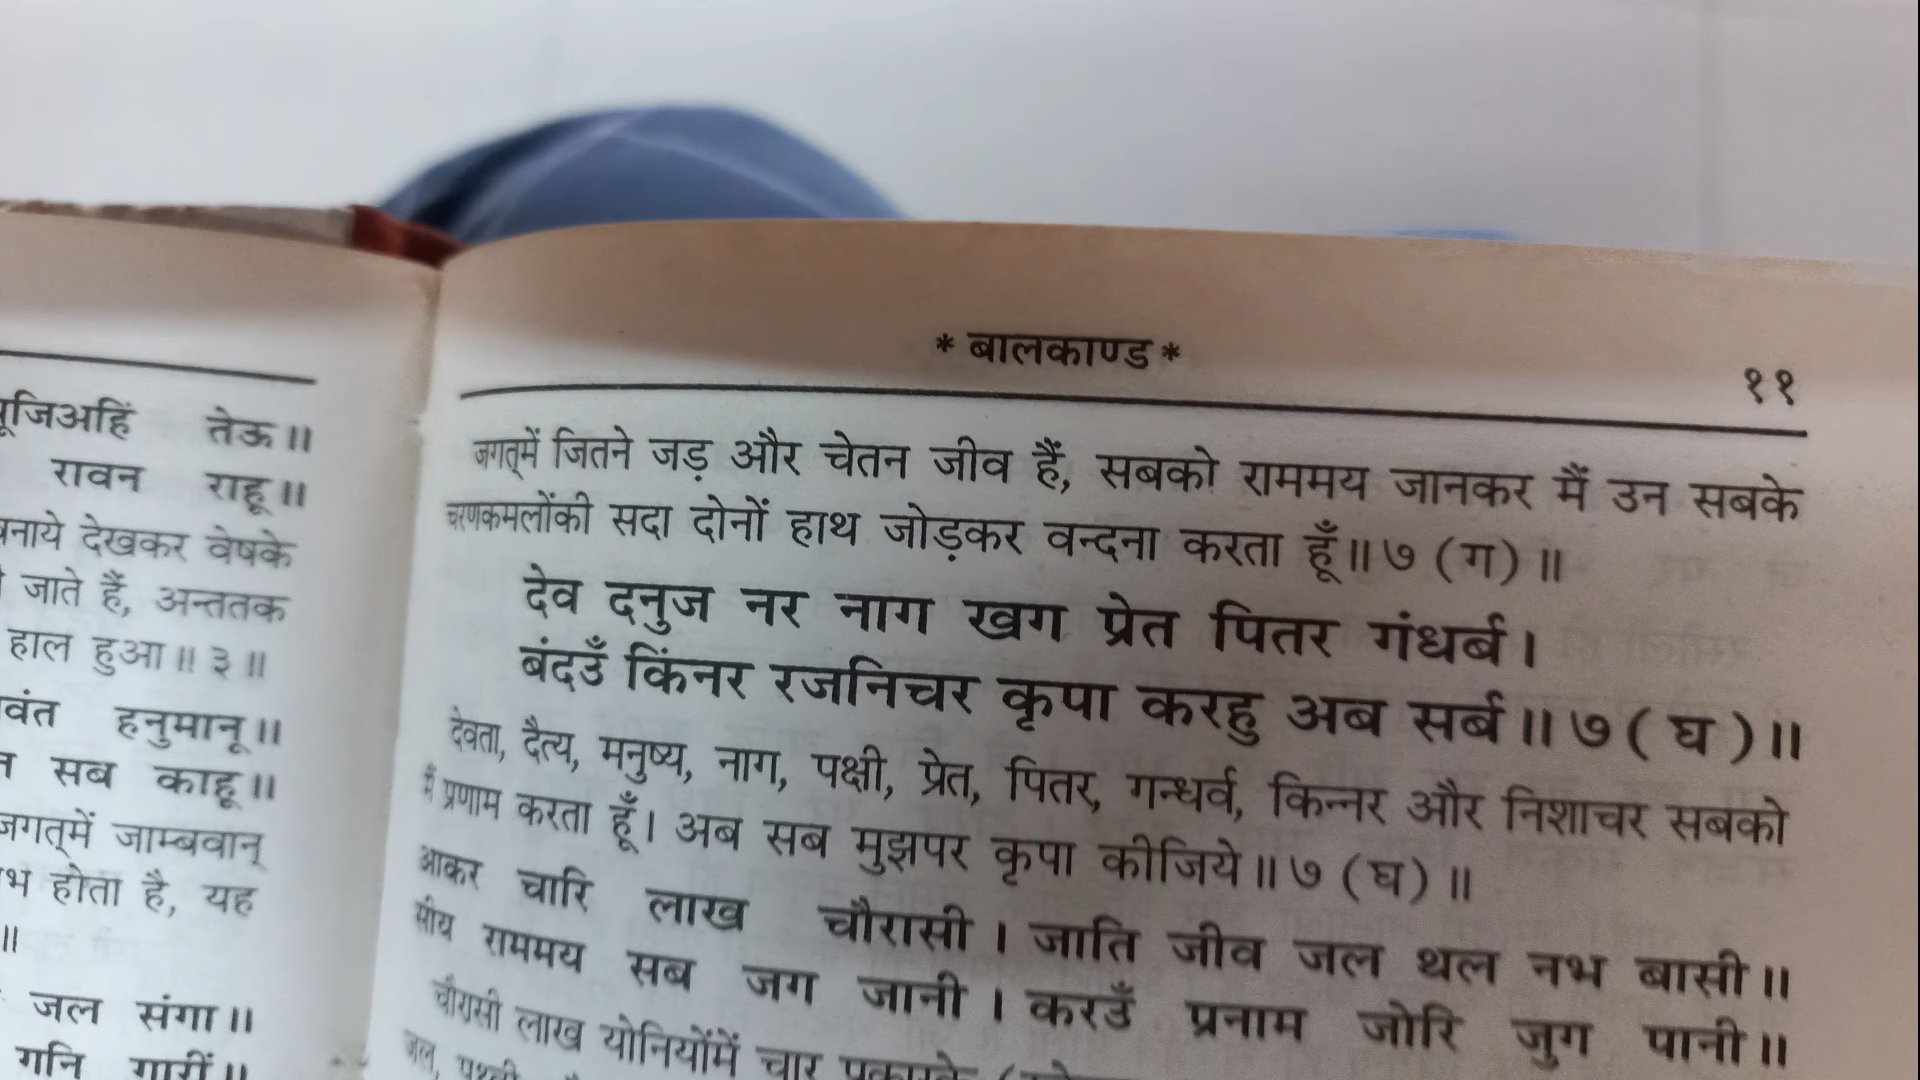 तेऊ॥
रावन राहू॥
देखकर वेषके
जाते हैं, अन्ततक
हाल हुआ॥ ३॥
हनुमानू॥
सब काहू॥
जगत्‌में जाम्बवान्
होता है, यह
॥
जल संगा॥
गनि गारीं॥
* बालकाण्ड *
११
जगत्‌में जितने जड़ और चेतन जीव हैं, सबको राममय जानकर मैं उन सबके
चरणकमलोंकी सदा दोनों हाथ जोड़कर वन्दना करता हूँ॥ ७ (ग)॥
देव दनुज नर नाग खग प्रेत पितर गंधर्ब।
बंदउँ किंनर रजनिचर कृपा करहु अब सर्ब॥ ७ (घ)॥
देवता, दैत्य, मनुष्य, नाग, पक्षी, प्रेत, पितर, गन्धर्व, किन्नर और निशाचर सबको
मैं प्रणाम करता हूँ। अब सब मुझपर कृपा कीजिये॥ ७ (घ)॥
आकर चारि लाख चौरासी। जाति जीव जल थल नभ बासी॥
सीय राममय सब जग जानी। करउँ प्रनाम जोरि जुग पानी॥
चौरासी लाख योनियोंमें चार
जल,